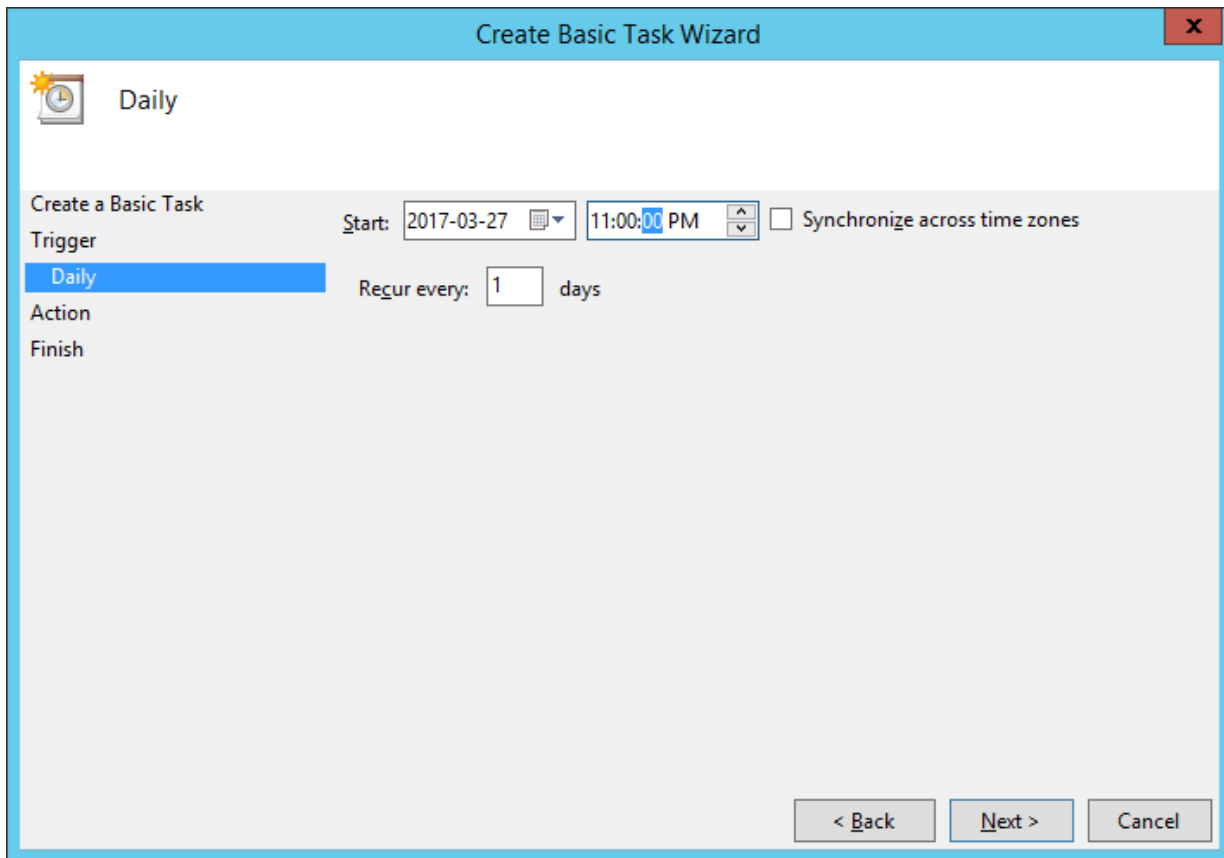 Create Basic Task Wizard
x
Daily
Create a Basic Task
Trigger
Daily
Action
Finish
Start: 2017-03-27 11:00:00 PM Synchronize across time zones
Recur every: 1 days
< Back Next > Cancel